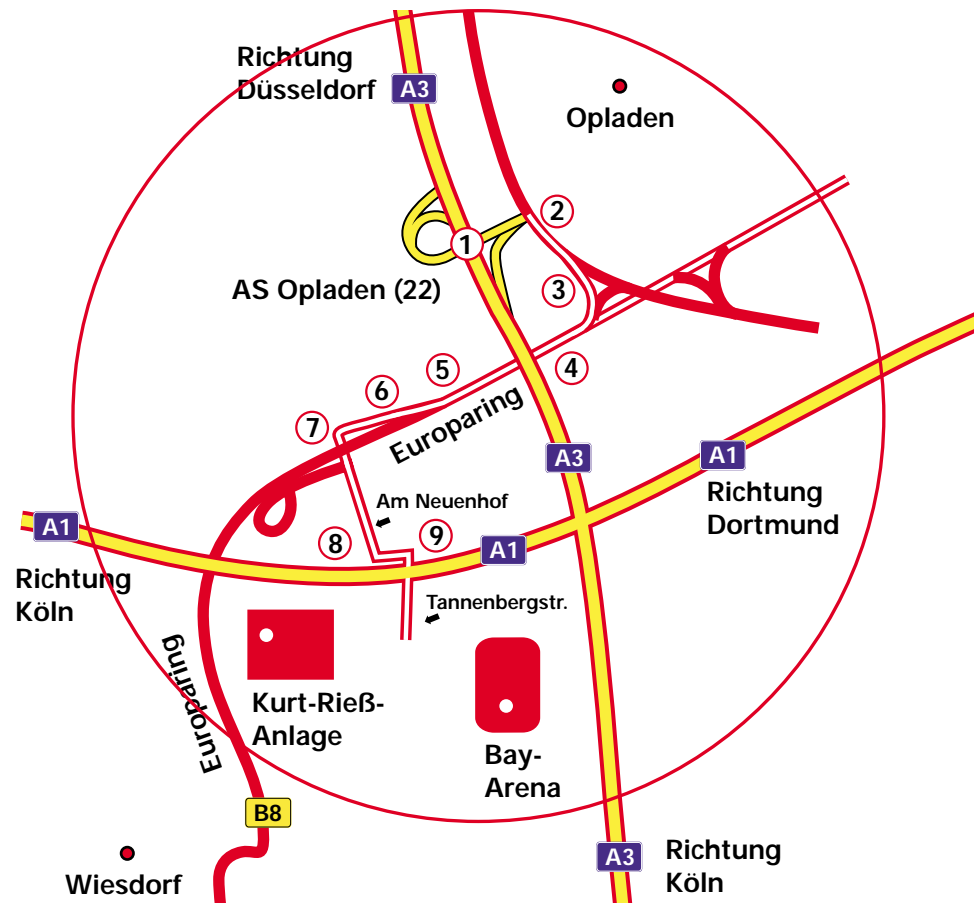 Richtung
Düsseldorf
A3
Opladen
2
1
AS Opladen (22)
3
4
5
6
7
Europaring
A3
A1
Richtung
Dortmund
Am Neuenhof
A1
8
9
A1
Richtung
Köln
Tannenbergstr.
Europaring
Kurt-Rieß-
Anlage
Bay-
Arena
B8
Wiesdorf
A3
Richtung
Köln